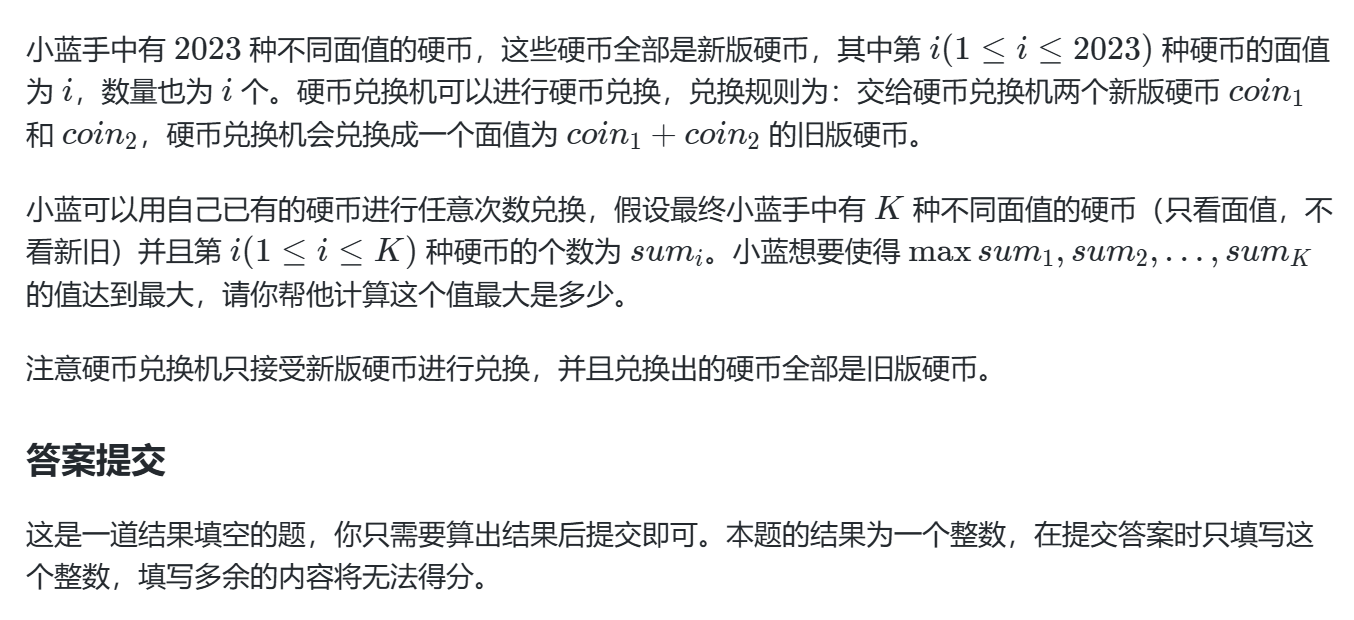 小蓝手中有 2023 种不同面值的硬币，这些硬币全部是新版硬币，其中第 i(1 ≤ i ≤ 2023) 种硬币的面值
为 i，数量也为 i 个。硬币兑换机可以进行硬币兑换，兑换规则为：交给硬币兑换机两个新版硬币 coin₁
和 coin₂，硬币兑换机会兑换成一个面值为 coin₁ + coin₂ 的旧版硬币。
小蓝可以用自己已有的硬币进行任意次数兑换，假设最终小蓝手中有 K 种不同面值的硬币（只看面值，不
看新旧）并且第 i(1 ≤ i ≤ K) 种硬币的个数为 sumᵢ。小蓝想要使得 max sum₁, sum₂, . . . , sum_K
的值达到最大，请你帮他计算这个值最大是多少。
注意硬币兑换机只接受新版硬币进行兑换，并且兑换出的硬币全部是旧版硬币。
答案提交
这是一道结果填空的题，你只需要算出结果后提交即可。本题的结果为一个整数，在提交答案时只填写这
个整数，填写多余的内容将无法得分。